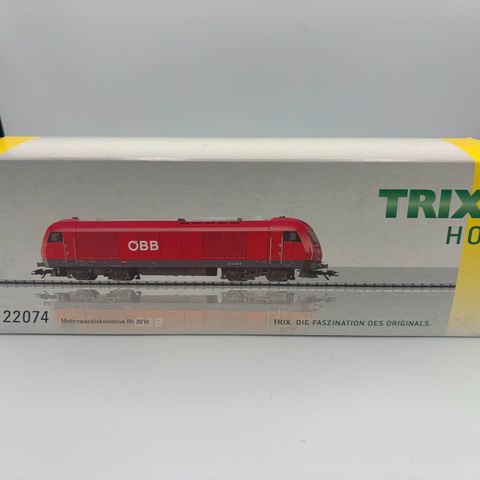 TRIX
HO
ÖBB
22074
Mehrzwecklokomotive Rh 2016
TRIX. DIE FASZINATION DES ORIGINALS.